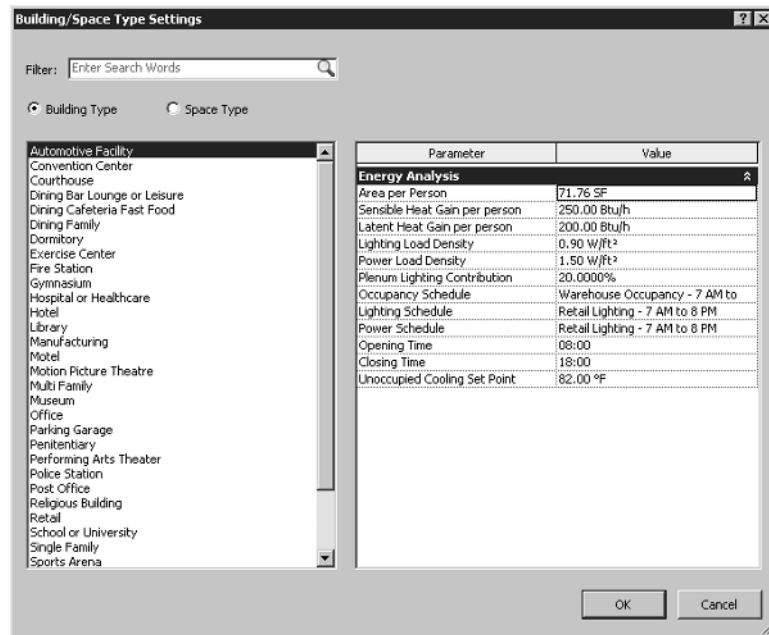 Building/Space Type Settings
Filter: Enter Search Words
Building Type Space Type
Automotive Facility
Convention Center
Courthouse
Dining Bar Lounge or Leisure
Dining Cafeteria Fast Food
Dining Family
Dormitory
Exercise Center
Fire Station
Gymnasium
Hospital or Healthcare
Hotel
Library
Manufacturing
Motel
Motion Picture Theatre
Multi Family
Museum
Office
Parking Garage
Penitentiary
Performing Arts Theater
Police Station
Post Office
Religious Building
Retail
School or University
Single Family
Sports Arena
Parameter Value
Energy Analysis
Area per Person 71.76 SF
Sensible Heat Gain per person 250.00 Btu/h
Latent Heat Gain per person 200.00 Btu/h
Lighting Load Density 0.90 W/ft²
Power Load Density 1.50 W/ft²
Plenum Lighting Contribution 20.0000%
Occupancy Schedule Warehouse Occupancy - 7 AM to
Lighting Schedule Retail Lighting - 7 AM to 8 PM
Power Schedule Retail Lighting - 7 AM to 8 PM
Opening Time 08:00
Closing Time 18:00
Unoccupied Cooling Set Point 82.00 °F
OK Cancel